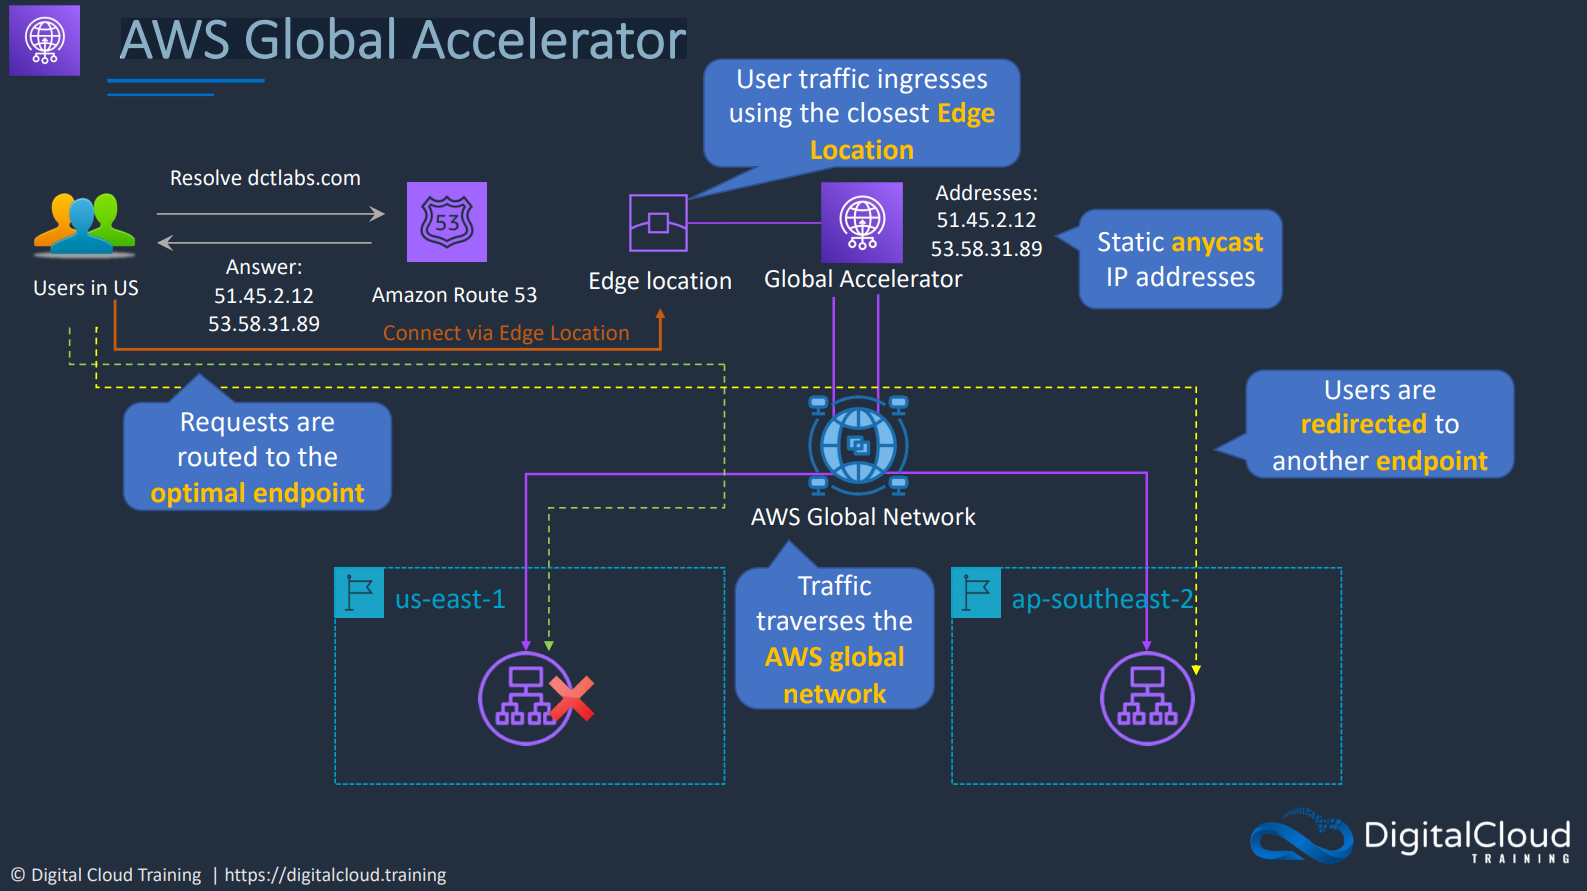 AWS Global Accelerator
User traffic ingresses
using the closest Edge
Location
Resolve dctlabs.com
53
Addresses:
51.45.2.12
53.58.31.89
Static anycast
IP addresses
Users in US
Answer:
51.45.2.12
53.58.31.89
Amazon Route 53
Edge location
Global Accelerator
Connect via Edge Location
Requests are
routed to the
optimal endpoint
Users are
redirected to
another endpoint
AWS Global Network
us-east-1
Traffic
traverses the
AWS global
network
ap-southeast-2
DigitalCloud
TRAINING
© Digital Cloud Training | https://digitalcloud.training